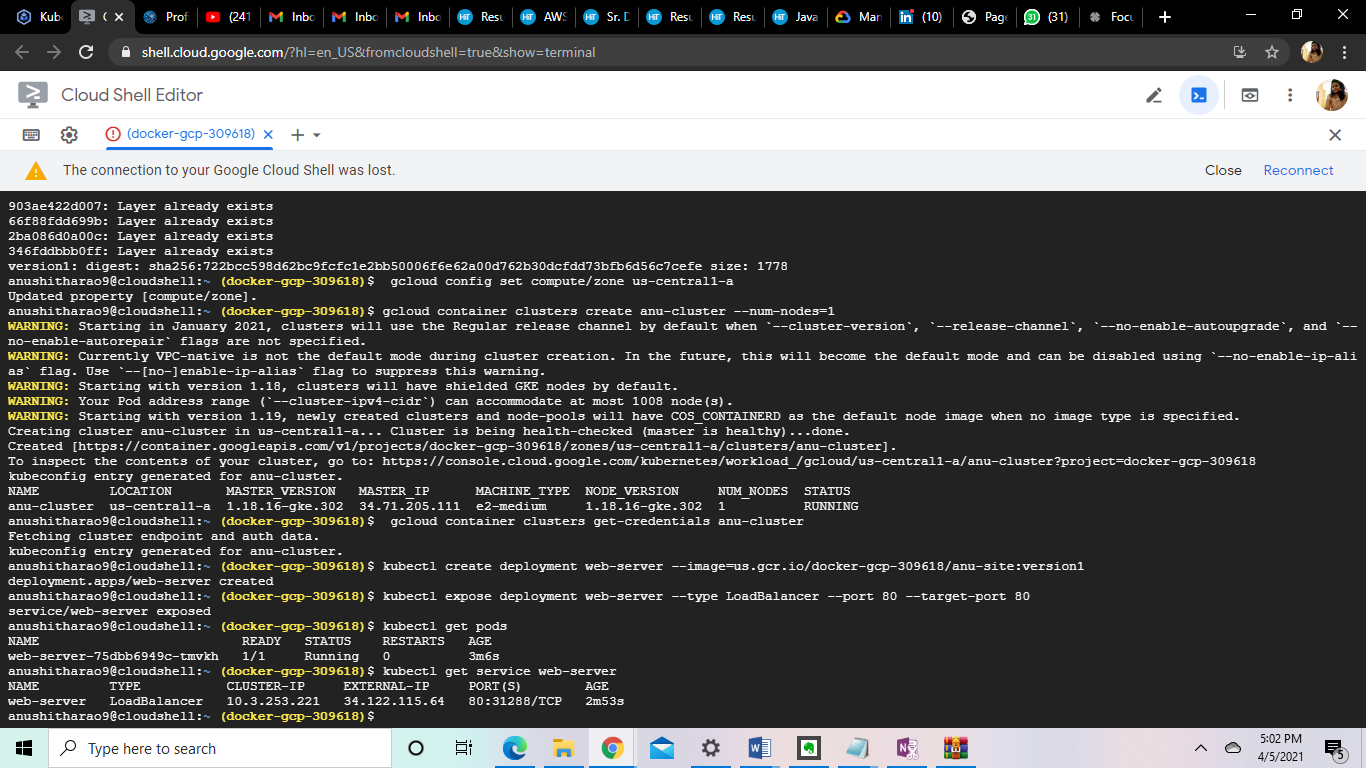 Kub
C
Prof
(241
Inbo
Inbo
Inbo
Resu
AWS
Sr. D
Resu
Resu
Java
Man
(10)
Page
(31)
Focu
shell.cloud.google.com/?hl=en_US&fromcloudshell=true&show=terminal
Cloud Shell Editor
(docker-gcp-309618)
The connection to your Google Cloud Shell was lost.
Close
Reconnect
903ae422d007: Layer already exists
66f88fdd699b: Layer already exists
2ba086d0a00c: Layer already exists
346fddbbb0ff: Layer already exists
version1: digest: sha256:722bcc598d62bc9fcfc1e2bb50006f6e62a00d762b30dcfdd73bfb6d56c7cefe size: 1778
anushitharao9@cloudshell:~ (docker-gcp-309618)$  gcloud config set compute/zone us-central1-a
Updated property [compute/zone].
anushitharao9@cloudshell:~ (docker-gcp-309618)$ gcloud container clusters create anu-cluster --num-nodes=1
WARNING: Starting in January 2021, clusters will use the Regular release channel by default when `--cluster-version`, `--release-channel`, `--no-enable-autoupgrade`, and `--
no-enable-autorepair` flags are not specified.
WARNING: Currently VPC-native is not the default mode during cluster creation. In the future, this will become the default mode and can be disabled using `--no-enable-ip-ali
as` flag. Use `--[no-]enable-ip-alias` flag to suppress this warning.
WARNING: Starting with version 1.18, clusters will have shielded GKE nodes by default.
WARNING: Your Pod address range (`--cluster-ipv4-cidr`) can accommodate at most 1008 node(s).
WARNING: Starting with version 1.19, newly created clusters and node-pools will have COS_CONTAINERD as the default node image when no image type is specified.
Creating cluster anu-cluster in us-central1-a... Cluster is being health-checked (master is healthy)...done.
Created [https://container.googleapis.com/v1/projects/docker-gcp-309618/zones/us-central1-a/clusters/anu-cluster].
To inspect the contents of your cluster, go to: https://console.cloud.google.com/kubernetes/workload_/gcloud/us-central1-a/anu-cluster?project=docker-gcp-309618
kubeconfig entry generated for anu-cluster.
NAME         LOCATION       MASTER_VERSION   MASTER_IP      MACHINE_TYPE  NODE_VERSION     NUM_NODES  STATUS
anu-cluster  us-central1-a  1.18.16-gke.302  34.71.205.111  e2-medium     1.18.16-gke.302  1          RUNNING
anushitharao9@cloudshell:~ (docker-gcp-309618)$  gcloud container clusters get-credentials anu-cluster
Fetching cluster endpoint and auth data.
kubeconfig entry generated for anu-cluster.
anushitharao9@cloudshell:~ (docker-gcp-309618)$ kubectl create deployment web-server --image=us.gcr.io/docker-gcp-309618/anu-site:version1
deployment.apps/web-server created
anushitharao9@cloudshell:~ (docker-gcp-309618)$ kubectl expose deployment web-server --type LoadBalancer --port 80 --target-port 80
service/web-server exposed
anushitharao9@cloudshell:~ (docker-gcp-309618)$ kubectl get pods
NAME                          READY   STATUS    RESTARTS   AGE
web-server-75dbb6949c-tmvkh   1/1     Running   0          3m6s
anushitharao9@cloudshell:~ (docker-gcp-309618)$ kubectl get service web-server
NAME         TYPE           CLUSTER-IP     EXTERNAL-IP     PORT(S)        AGE
web-server   LoadBalancer   10.3.253.221   34.122.115.64   80:31288/TCP   2m53s
anushitharao9@cloudshell:~ (docker-gcp-309618)$
Type here to search
5:02 PM
4/5/2021
5